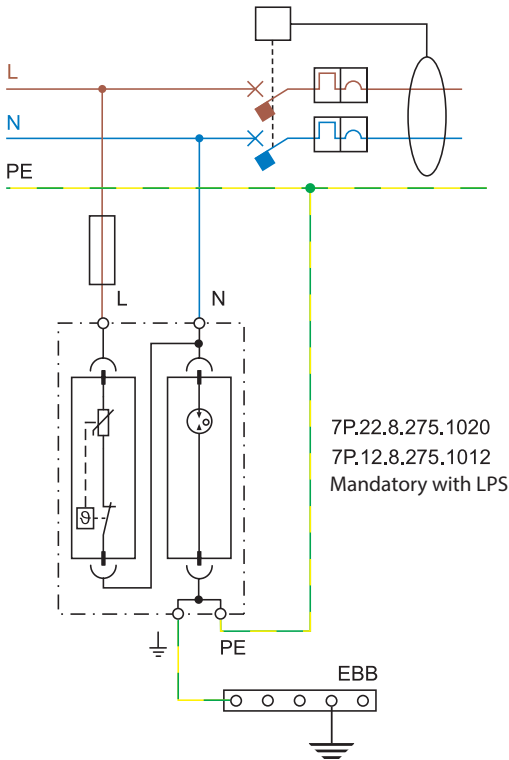 L
N
PE
L
N
7P.22.8.275.1020
7P.12.8.275.1012
Mandatory with LPS
ϑ
PE
EBB